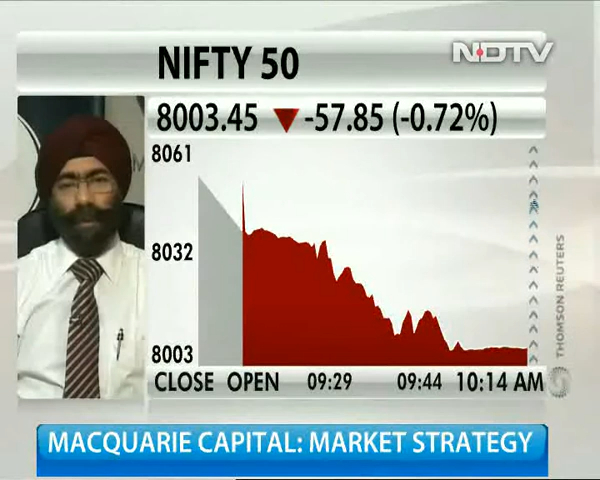 NIFTY 50
NDTV
8003.45 ▼ -57.85 (-0.72%)
8061
8032
8003
CLOSE OPEN 09:29 09:44 10:14 AM
THOMSON REUTERS
MACQUARIE CAPITAL: MARKET STRATEGY